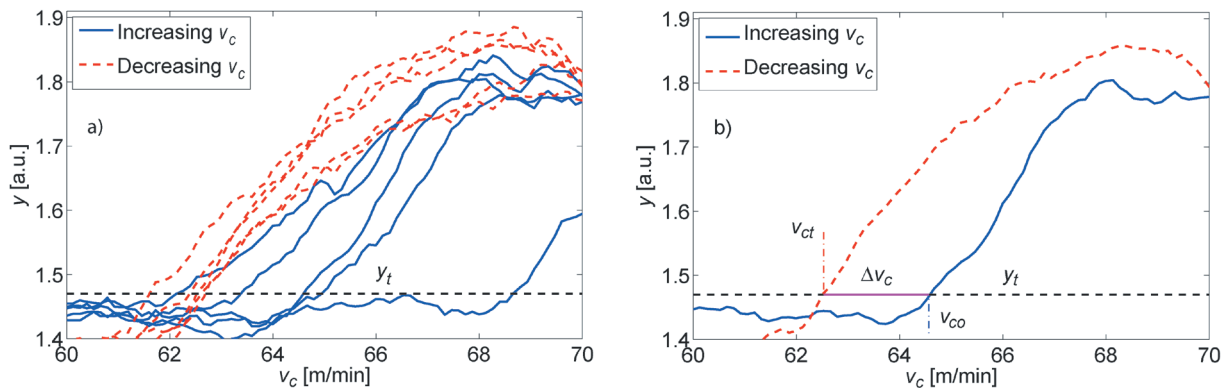 Increasing v_c
Decreasing v_c
a)
y_t
y [a.u.]
1.9
1.8
1.7
1.6
1.5
1.4
60 62 64 66 68 70
v_c [m/min]
Increasing v_c
Decreasing v_c
b)
v_ct
Δv_c
y_t
v_co
y [a.u.]
1.9
1.8
1.7
1.6
1.5
1.4
60 62 64 66 68 70
v_c [m/min]